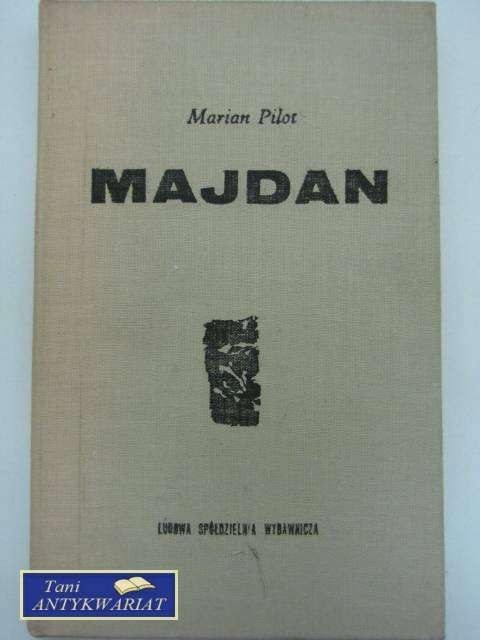 Marian Pilot
MAJDAN
LUDOWA SPÓŁDZIELNIA WYDAWNICZA
Tani
ANTYKWARIAT